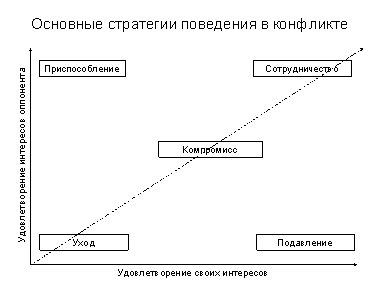 Основные стратегии поведения в конфликте
Приспособление
Сотрудничество
Компромисс
Уход
Подавление
Удовлетворение интересов оппонента
Удовлетворение своих интересов